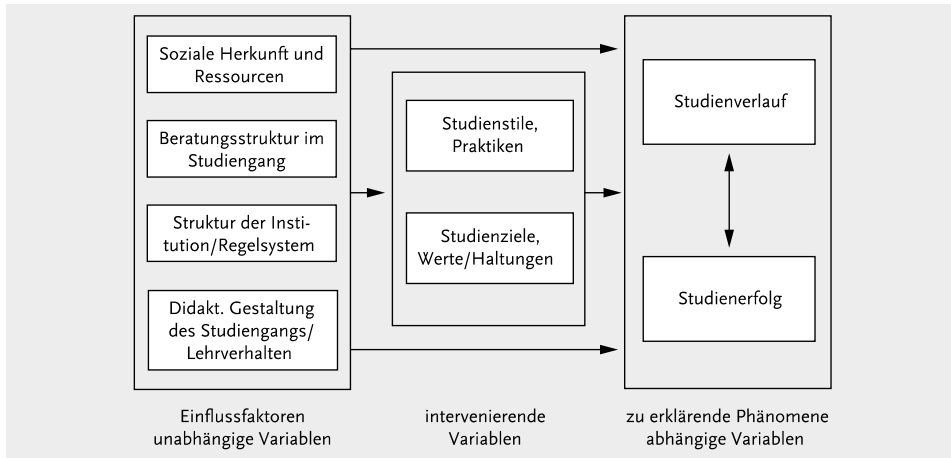 Soziale Herkunft und
Ressourcen
Beratungsstruktur im
Studiengang
Struktur der Insti-
tution/Regelsystem
Didakt. Gestaltung
des Studiengangs/
Lehrverhalten
Einflussfaktoren
unabhängige Variablen
Studienstile,
Praktiken
Studienziele,
Werte/Haltungen
intervenierende
Variablen
Studienverlauf
Studienerfolg
zu erklärende Phänomene
abhängige Variablen